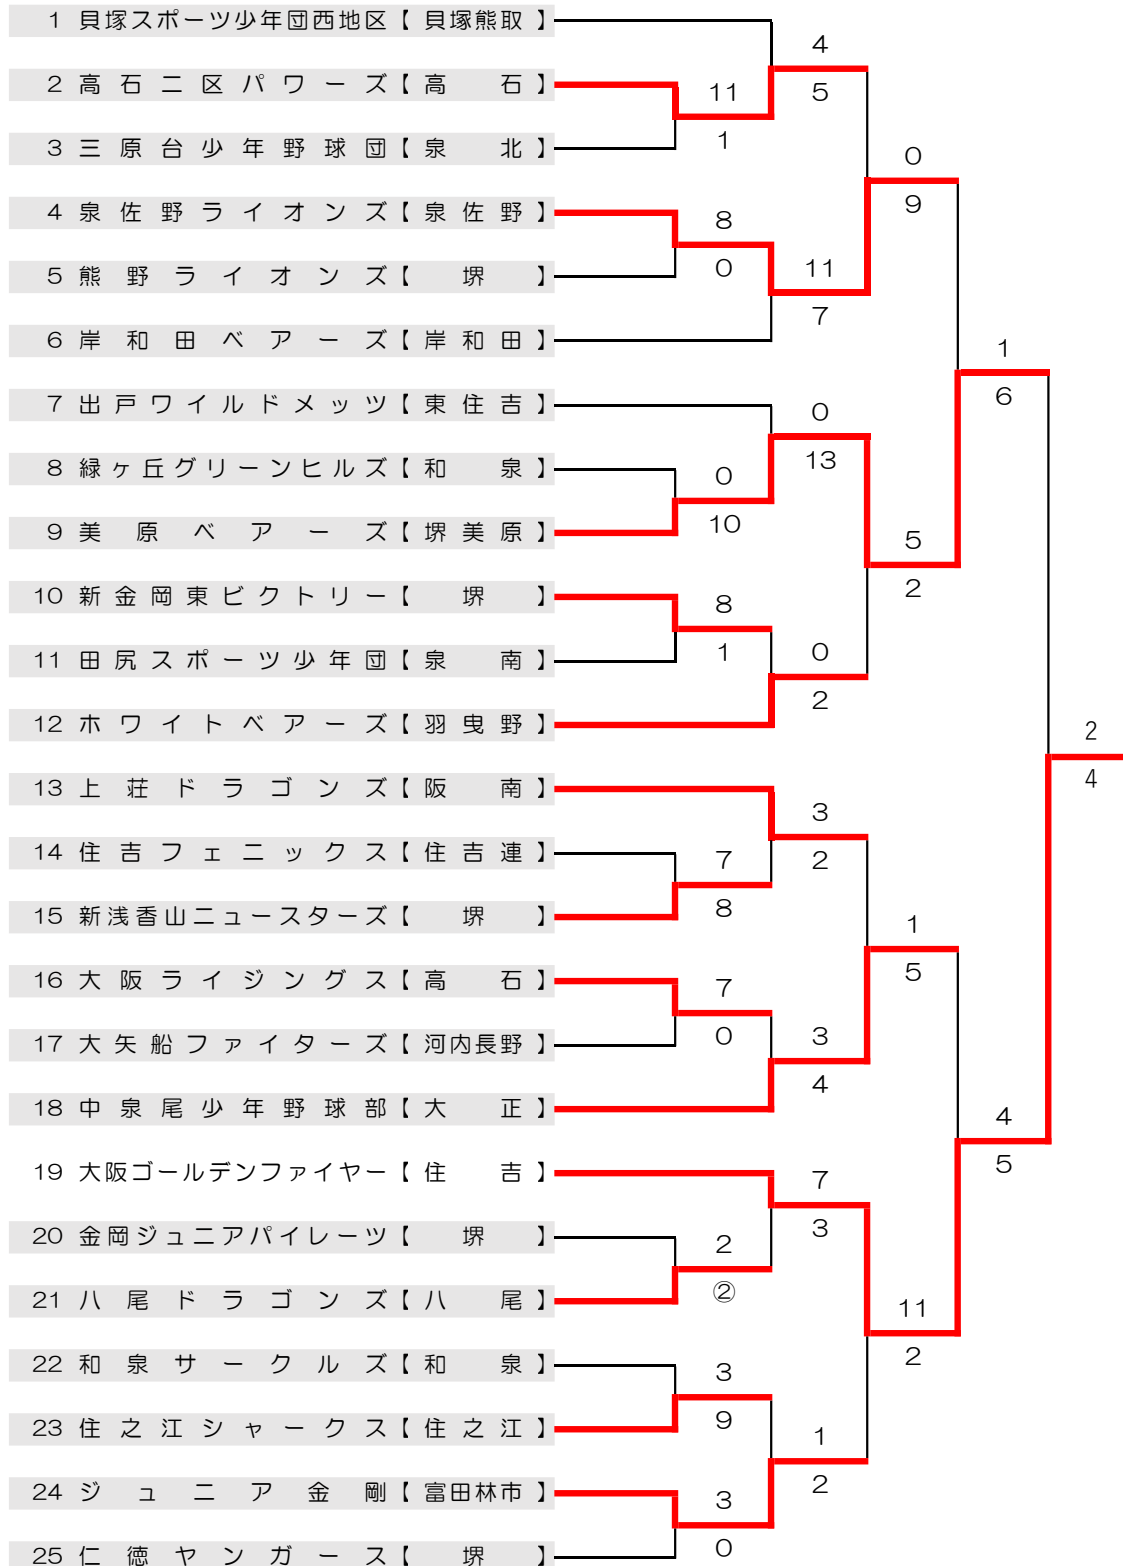 1 貝塚スポーツ少年団西地区【 貝塚熊取 】
4
2 高石二区パワーズ【 高石 】
11
5
1
3 三原台少年野球団【 泉北 】
0
4 泉佐野ライオンズ【 泉佐野 】
8
9
5 熊野ライオンズ【 堺 】
0
11
7
6 岸和田ベアーズ【 岸和田 】
1
7 出戸ワイルドメッツ【 東住吉 】
0
6
8 緑ヶ丘グリーンヒルズ【 和泉 】
0
13
9 美原ベアーズ【 堺美原 】
10
5
10 新金岡東ビクトリー【 堺 】
8
2
11 田尻スポーツ少年団【 泉南 】
1
0
2
12 ホワイトベアーズ【 羽曳野 】
2
4
13 上荘ドラゴンズ【 阪南 】
3
14 住吉フェニックス【 住吉連 】
7
2
15 新浅香山ニュースターズ【 堺 】
8
1
16 大阪ライジングス【 高石 】
7
5
17 大矢船ファイターズ【 河内長野 】
0
3
4
18 中泉尾少年野球部【 大正 】
4
19 大阪ゴールデンファイヤー【 住吉 】
7
5
20 金岡ジュニアパイレーツ【 堺 】
2
3
21 八尾ドラゴンズ【 八尾 】
②
11
22 和泉サークルズ【 和泉 】
3
2
23 住之江シャークス【 住之江 】
9
1
24 ジュニア金剛【 富田林市 】
3
2
25 仁徳ヤンガース【 堺 】
0